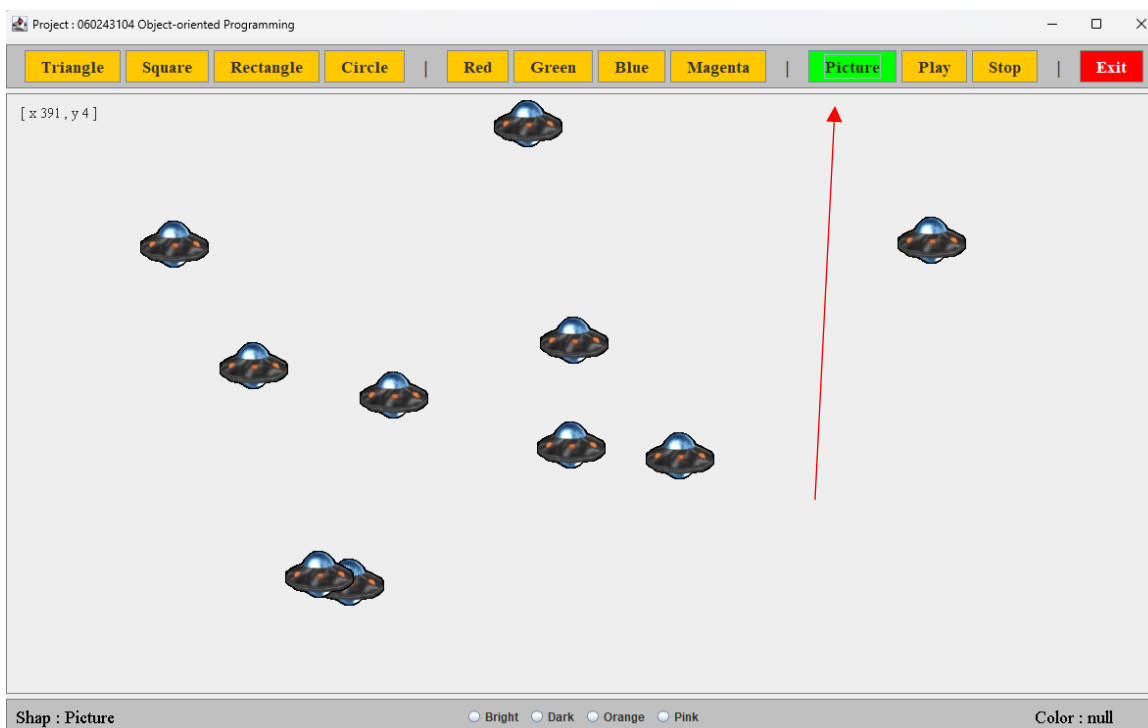 Project : 060243104 Object-oriented Programming
Triangle Square Rectangle Circle | Red Green Blue Magenta | Picture Play Stop | Exit
[ x 391 , y 4 ]
Shap : Picture Bright Dark Orange Pink Color : null